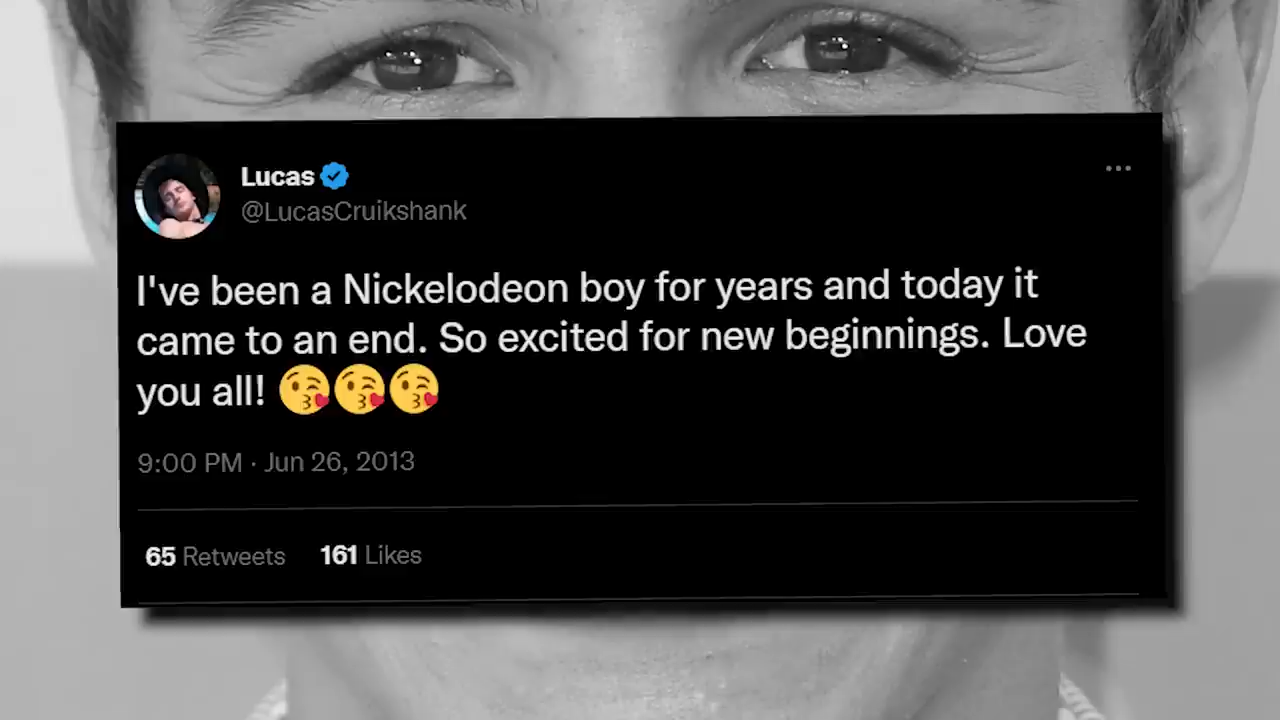 Lucas
@LucasCruikshank
I've been a Nickelodeon boy for years and today it
came to an end. So excited for new beginnings. Love
you all! 😘😘😘
9:00 PM · Jun 26, 2013
65 Retweets 161 Likes